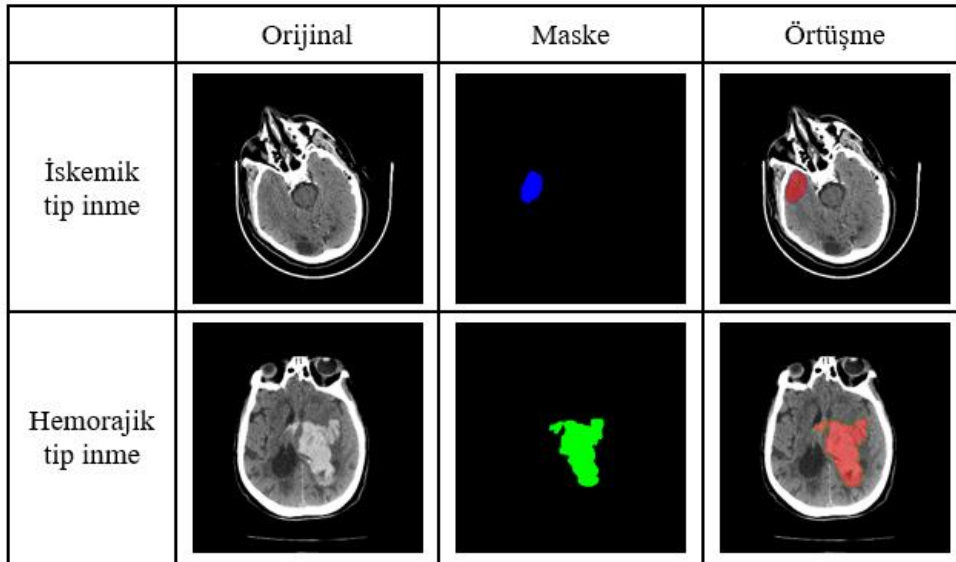 Orijinal
Maske
Örtüşme
İskemik
tip inme
Hemorajik
tip inme